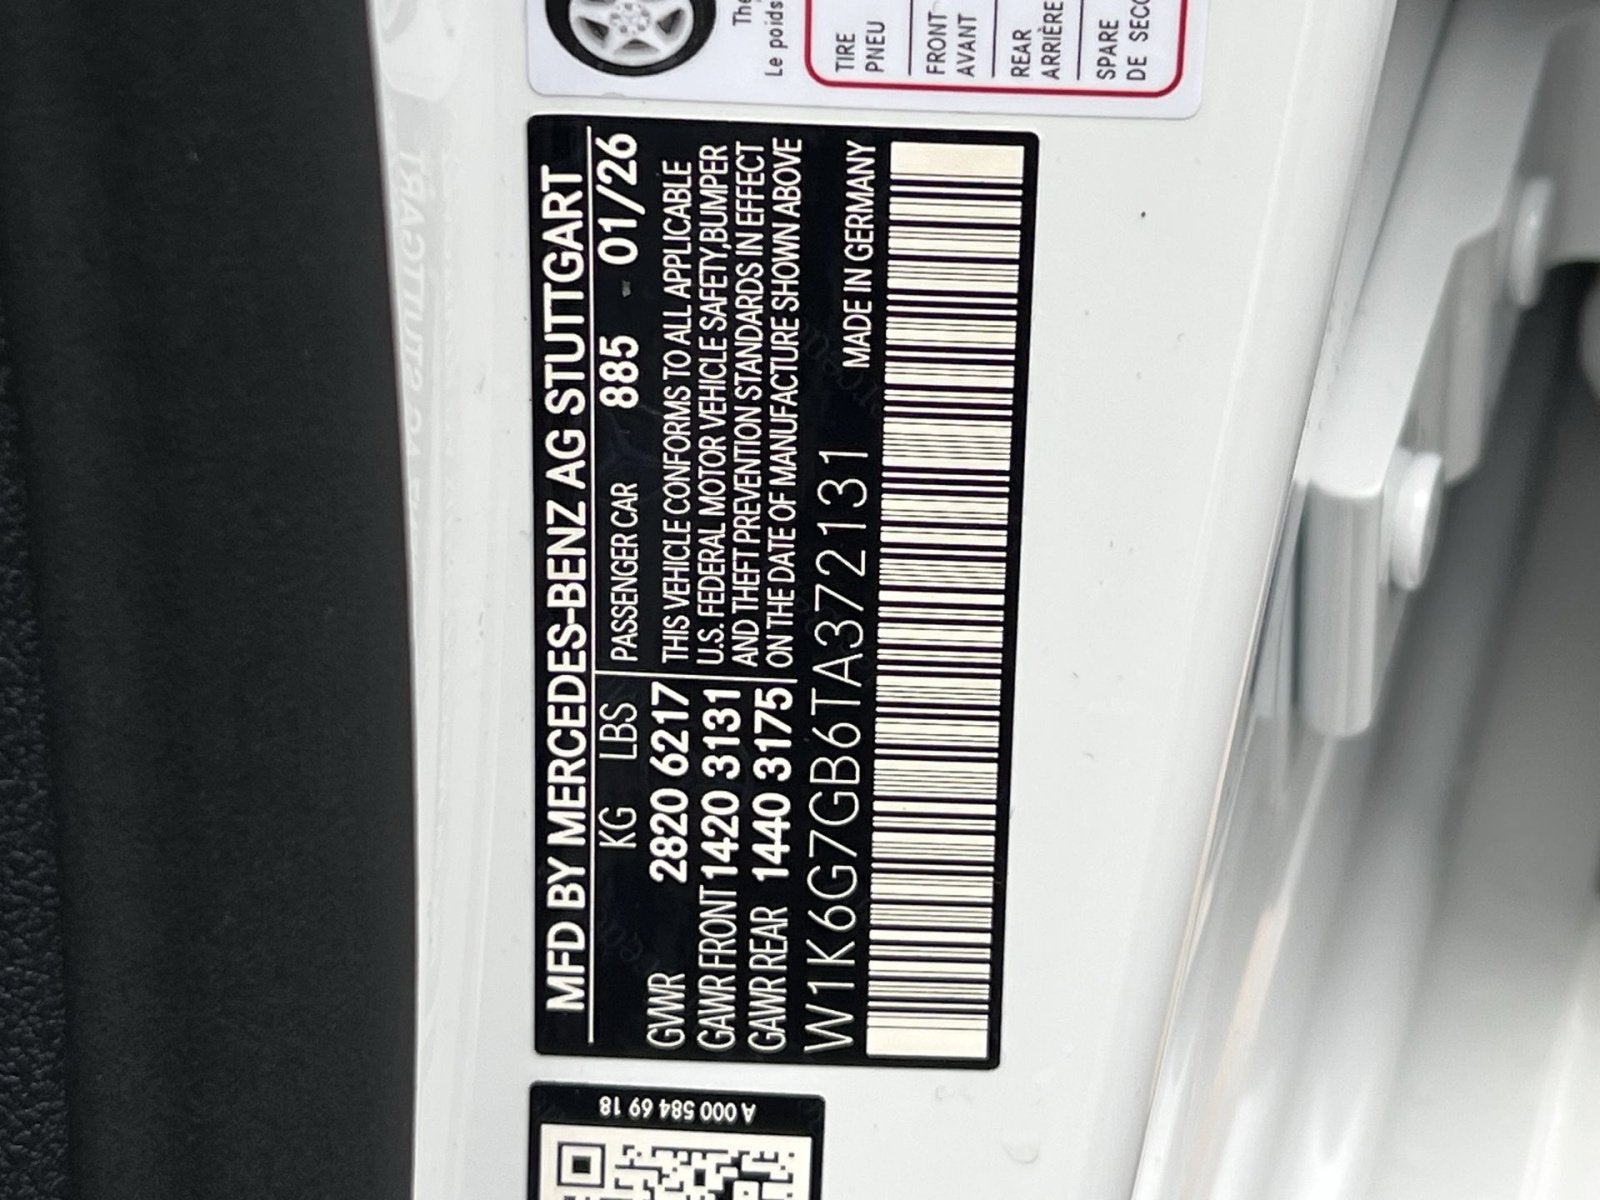 The
Le poids
TIRE
PNEU
FRONT
AVANT
REAR
ARRIÈRE
SPARE
DE
MFD BY MERCEDES-BENZ AG STUTTGART
KG LBS PASSENGER CAR 885 - 01/26
GVWR 2820 6217 THIS VEHICLE CONFORMS TO ALL APPLICABLE
GAWR FRONT 1420 3131 U.S. FEDERAL MOTOR VEHICLE SAFETY,BUMPER
AND THEFT PREVENTION STANDARDS IN EFFECT
GAWR REAR 1440 3175 ON THE DATE OF MANUFACTURE SHOWN ABOVE
W1K6G7GB6TA372131 MADE IN GERMANY
A 000 584 69 18